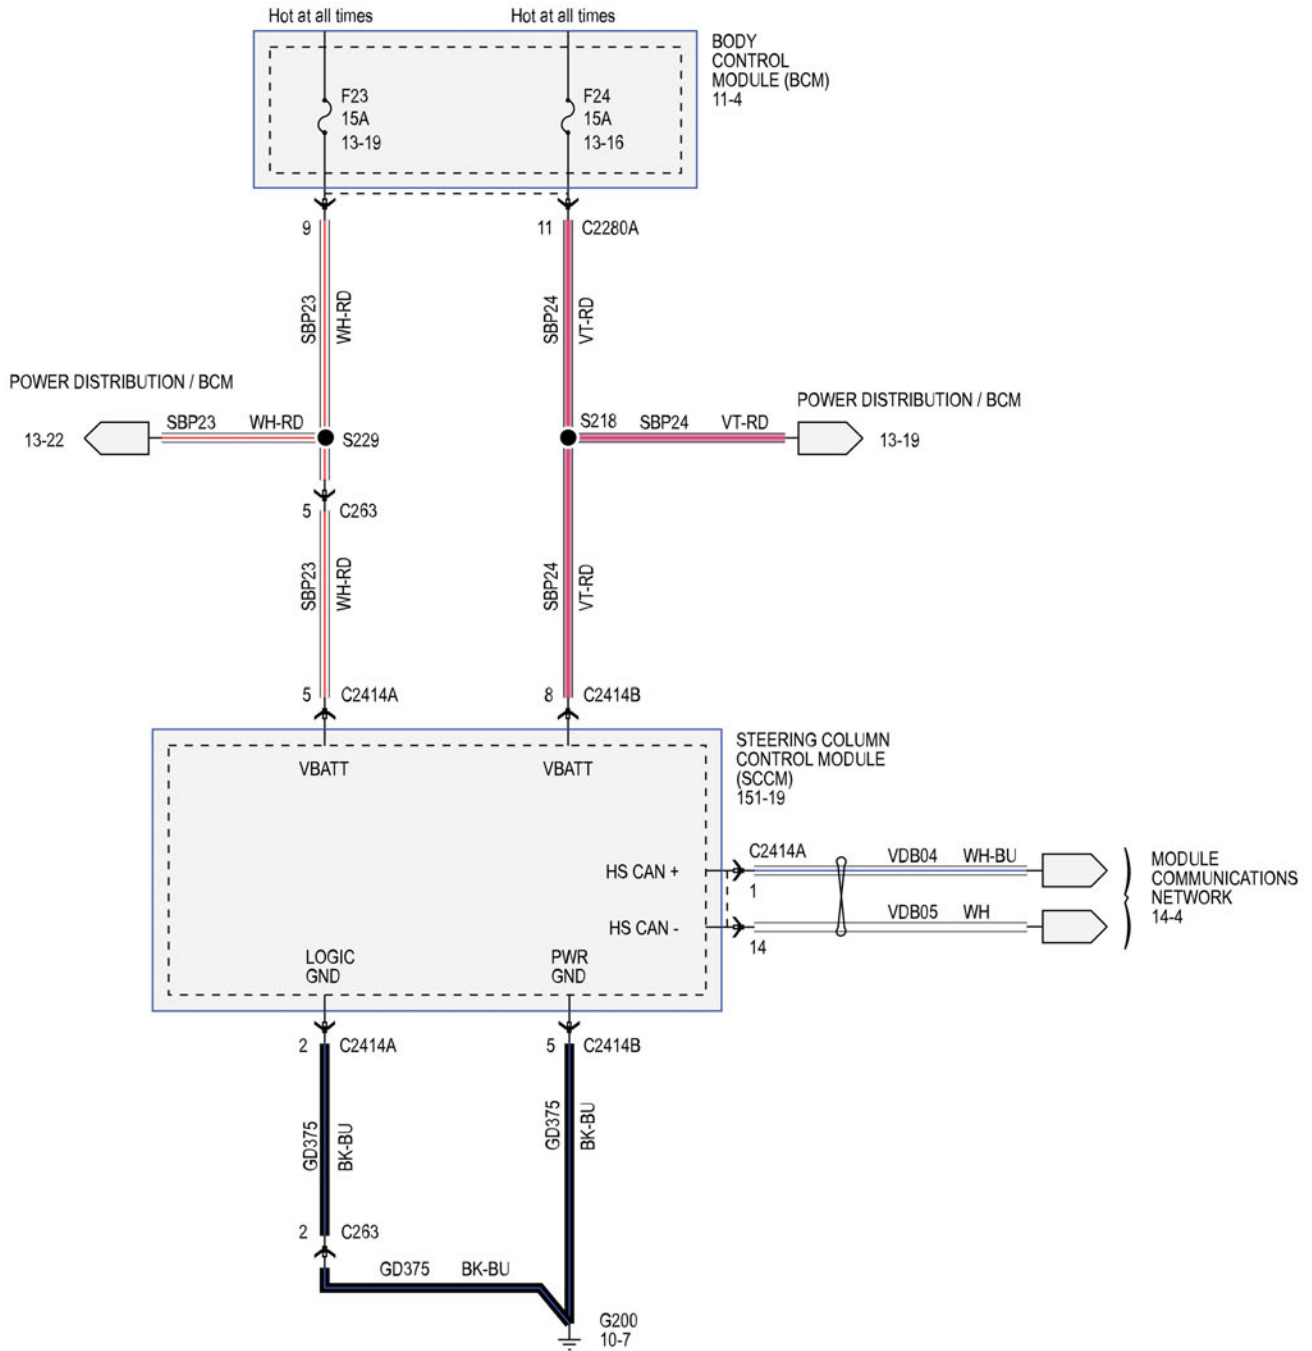 Hot at all times
Hot at all times
BODY
CONTROL
MODULE (BCM)
11-4
F23
15A
13-19
F24
15A
13-16
9
11
C2280A
SBP23
WH-RD
SBP24
VT-RD
POWER DISTRIBUTION / BCM
13-22
SBP23
WH-RD
S229
S218
SBP24
VT-RD
POWER DISTRIBUTION / BCM
13-19
5
C263
SBP23
WH-RD
SBP24
VT-RD
5
C2414A
8
C2414B
STEERING COLUMN
CONTROL MODULE
(SCCM)
151-19
VBATT
VBATT
HS CAN +
HS CAN -
C2414A
1
VDB04
WH-BU
14
VDB05
WH
MODULE
COMMUNICATIONS
NETWORK
14-4
LOGIC
GND
PWR
GND
2
C2414A
5
C2414B
GD375
BK-BU
GD375
BK-BU
2
C263
GD375
BK-BU
G200
10-7